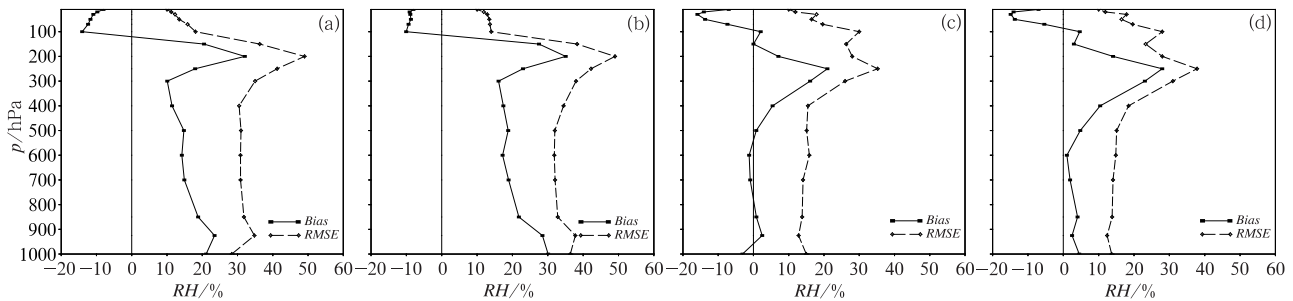 (a) (b) (c) (d)
100
200
300
400
500
600
700
800
900
1000
p/hPa
Bias Bias Bias Bias
RMSE RMSE RMSE RMSE
−20 −10 0 10 20 30 40 50 60 −20 −10 0 10 20 30 40 50 60 −20 −10 0 10 20 30 40 50 60 −20 −10 0 10 20 30 40 50 60
RH/% RH/% RH/% RH/%